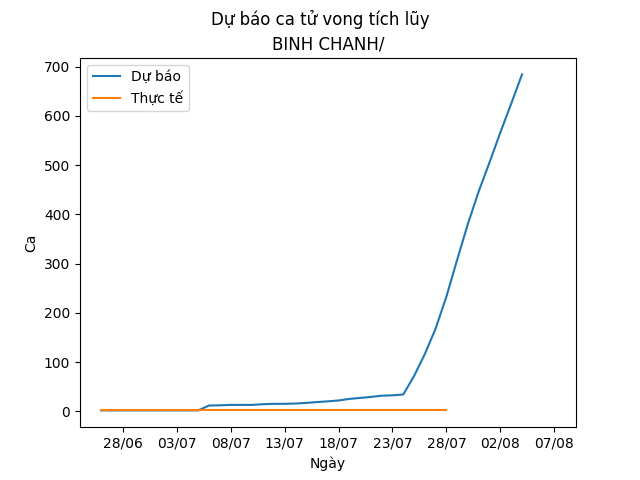 Dự báo ca tử vong tích lũy
BINH CHANH/
Dự báo
Thực tế
700
600
500
400
300
200
100
0
Ca
28/06 03/07 08/07 13/07 18/07 23/07 28/07 02/08 07/08
Ngày